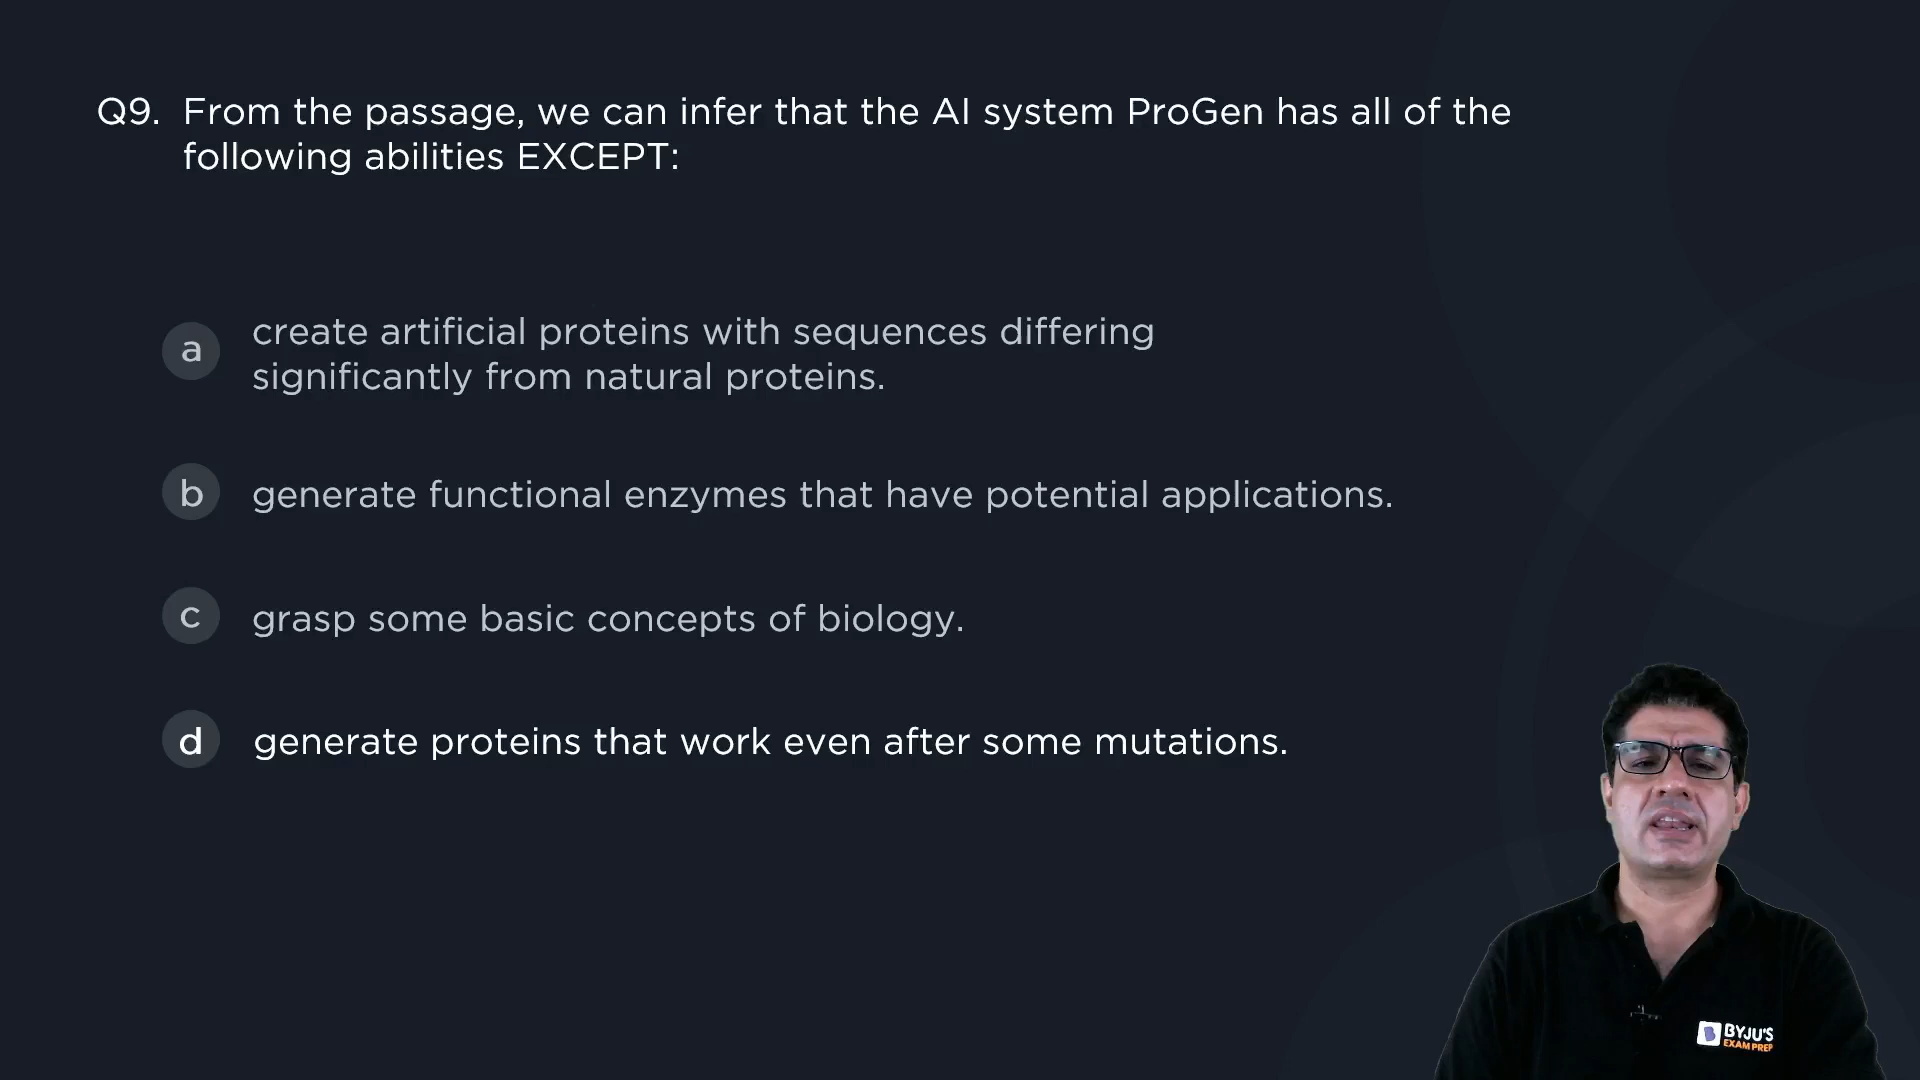 Q9. From the passage, we can infer that the AI system ProGen has all of the
following abilities EXCEPT:
a create artificial proteins with sequences differing
significantly from natural proteins.
b generate functional enzymes that have potential applications.
c grasp some basic concepts of biology.
d generate proteins that work even after some mutations.
B BYJU'S
EXAM PREP